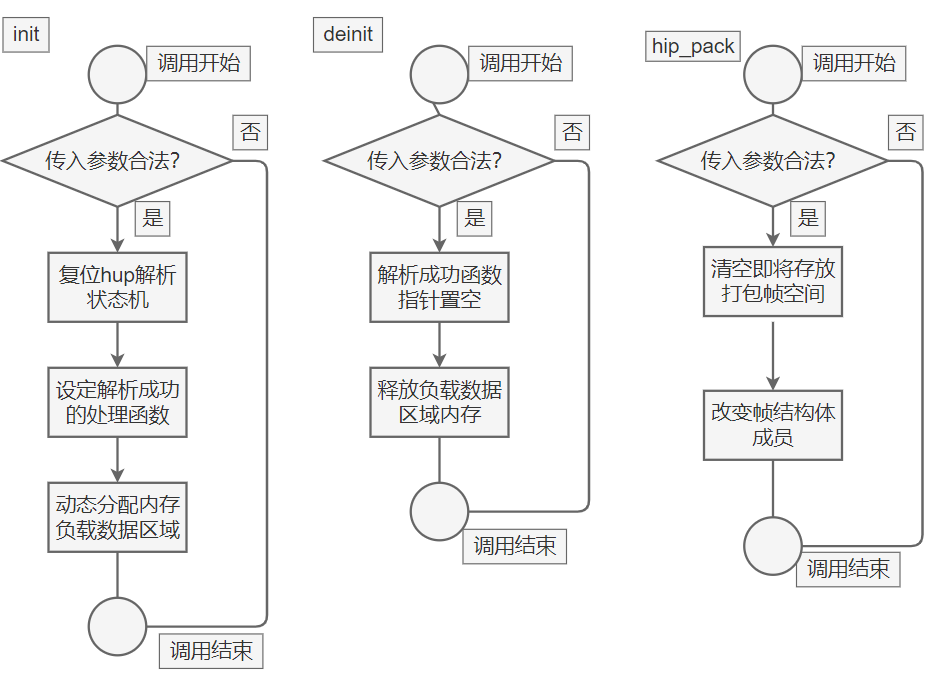 init
调用开始
传入参数合法?
否
是
复位hup解析
状态机
设定解析成功
的处理函数
动态分配内存
负载数据区域
调用结束
deinit
调用开始
传入参数合法?
否
是
解析成功函数
指针置空
释放负载数据
区域内存
调用结束
hip_pack
调用开始
传入参数合法?
否
是
清空即将存放
打包帧空间
改变帧结构体
成员
调用结束